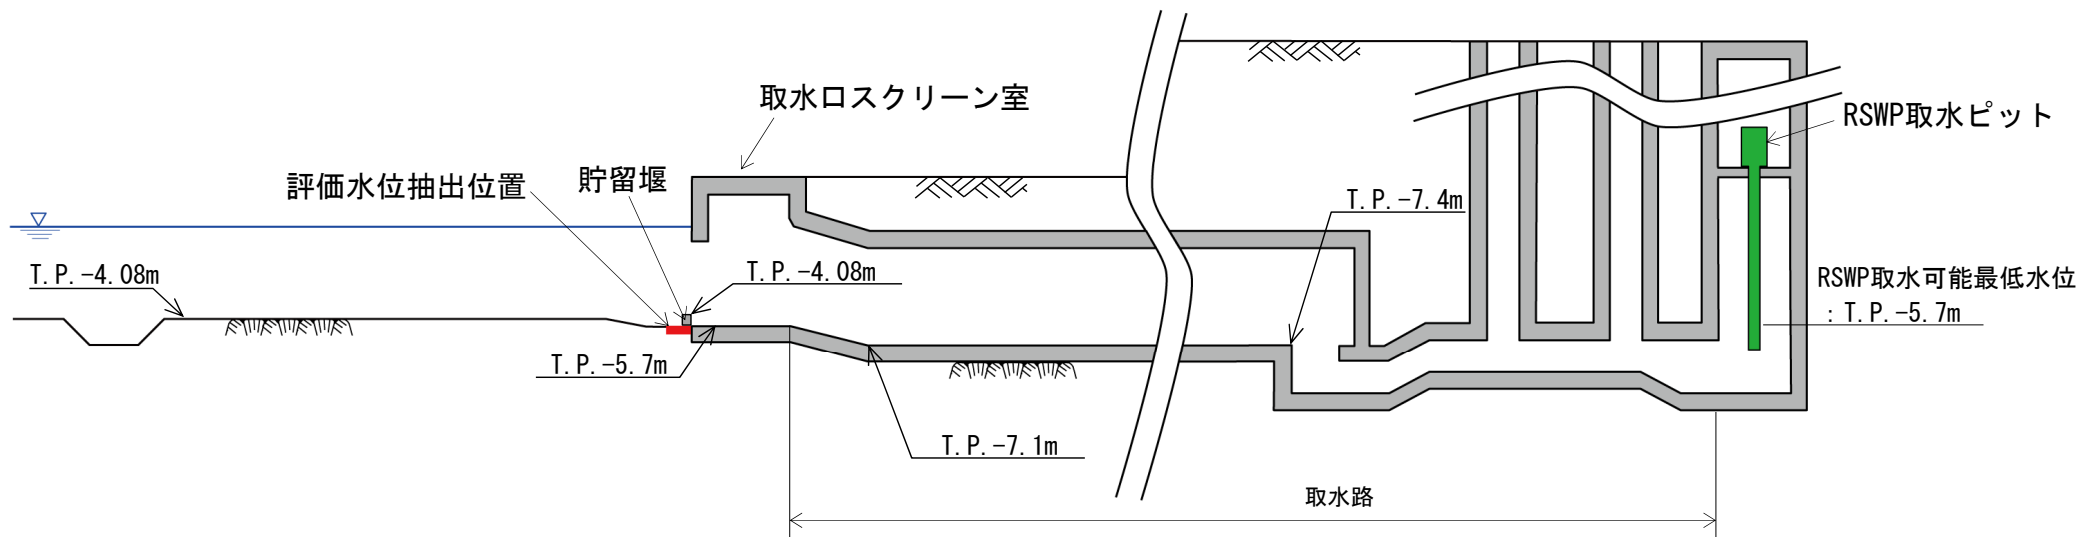 取水口スクリーン室
RSWP取水ピット
評価水位抽出位置
貯留堰
T.P.-7.4m
T.P.-4.08m
T.P.-4.08m
RSWP取水可能最低水位
:T.P.-5.7m
T.P.-5.7m
T.P.-7.1m
取水路